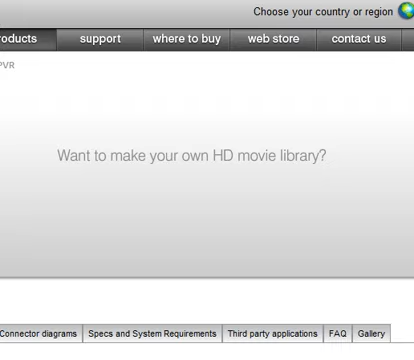 Choose your country or region
roducts support where to buy web store contact us
PVR
Want to make your own HD movie library?
Connector diagrams Specs and System Requirements Third party applications FAQ Gallery